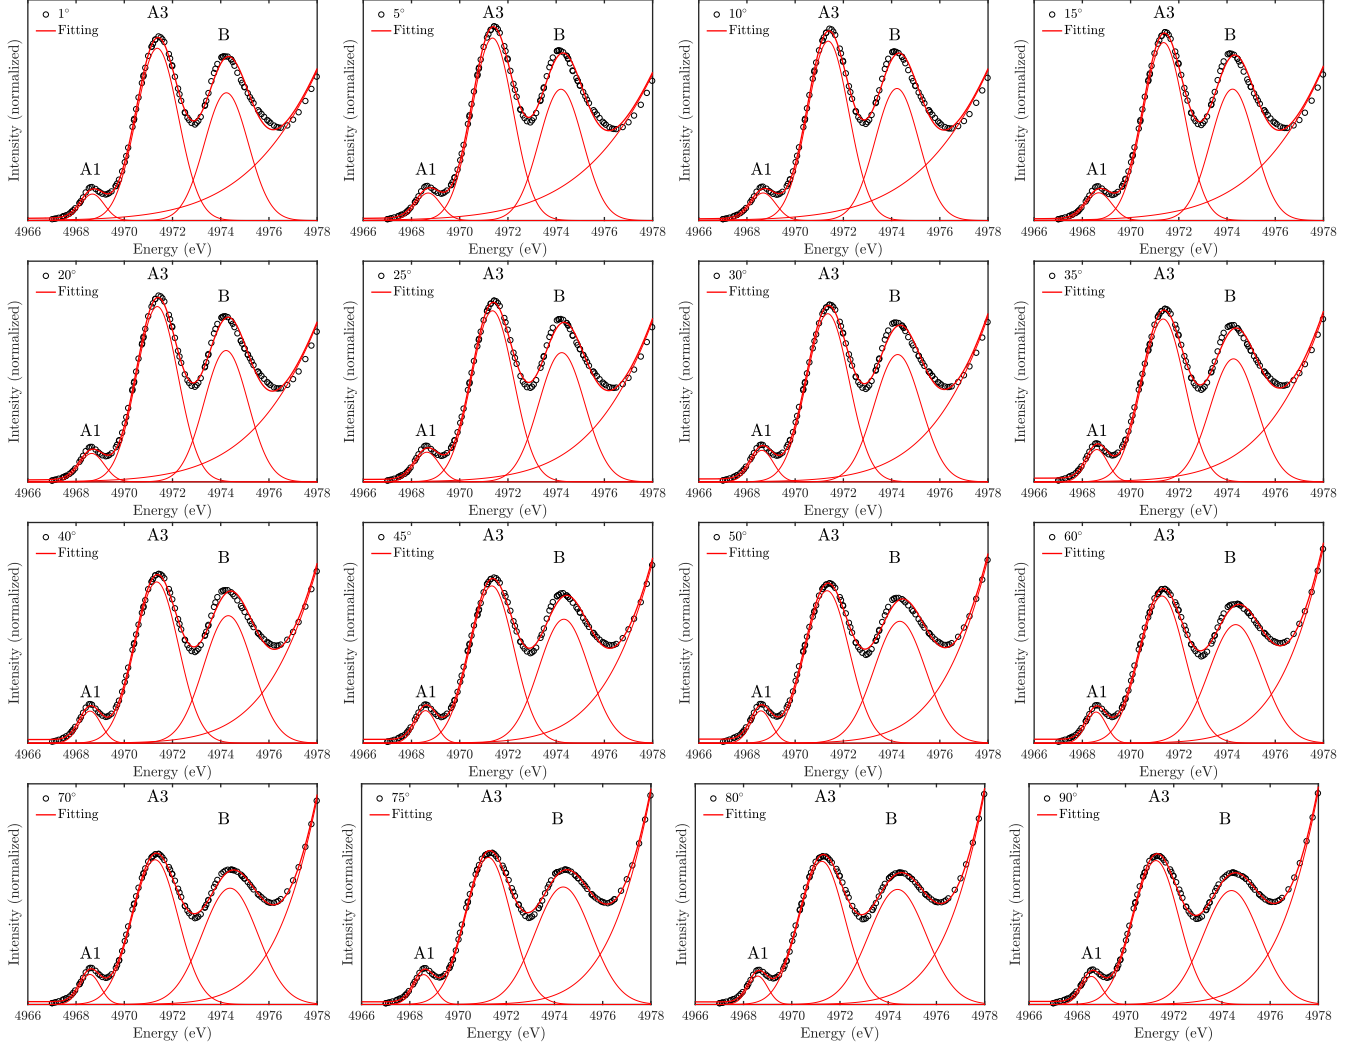 1° A3
Fitting B
A1
Intensity (normalized)
4966 4968 4970 4972 4974 4976 4978
Energy (eV)
5° A3
Fitting B
A1
Intensity (normalized)
4966 4968 4970 4972 4974 4976 4978
Energy (eV)
10° A3
Fitting B
A1
Intensity (normalized)
4966 4968 4970 4972 4974 4976 4978
Energy (eV)
15° A3
Fitting B
A1
Intensity (normalized)
4966 4968 4970 4972 4974 4976 4978
Energy (eV)
20° A3
Fitting B
A1
Intensity (normalized)
4966 4968 4970 4972 4974 4976 4978
Energy (eV)
25° A3
Fitting B
A1
Intensity (normalized)
4966 4968 4970 4972 4974 4976 4978
Energy (eV)
30° A3
Fitting B
A1
Intensity (normalized)
4966 4968 4970 4972 4974 4976 4978
Energy (eV)
35° A3
Fitting B
A1
Intensity (normalized)
4966 4968 4970 4972 4974 4976 4978
Energy (eV)
40° A3
Fitting B
A1
Intensity (normalized)
4966 4968 4970 4972 4974 4976 4978
Energy (eV)
45° A3
Fitting B
A1
Intensity (normalized)
4966 4968 4970 4972 4974 4976 4978
Energy (eV)
50° A3
Fitting B
A1
Intensity (normalized)
4966 4968 4970 4972 4974 4976 4978
Energy (eV)
60° A3
Fitting B
A1
Intensity (normalized)
4966 4968 4970 4972 4974 4976 4978
Energy (eV)
70° A3
Fitting B
A1
Intensity (normalized)
4966 4968 4970 4972 4974 4976 4978
Energy (eV)
75° A3
Fitting B
A1
Intensity (normalized)
4966 4968 4970 4972 4974 4976 4978
Energy (eV)
80° A3
Fitting B
A1
Intensity (normalized)
4966 4968 4970 4972 4974 4976 4978
Energy (eV)
90° A3
Fitting B
A1
Intensity (normalized)
4966 4968 4970 4972 4974 4976 4978
Energy (eV)